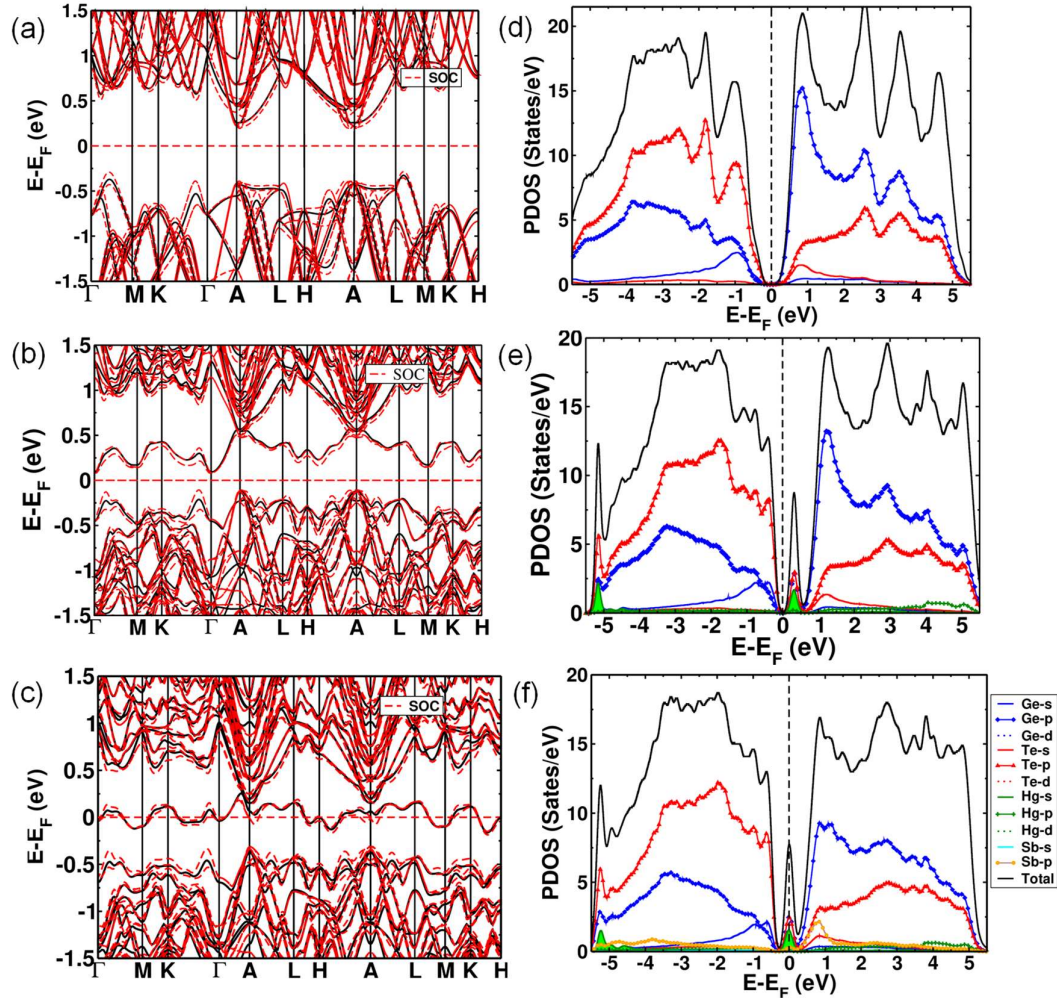 (a)
E-E_F (eV)
1.5
1
0.5
0
-0.5
-1
-1.5
SOC
Γ M K Γ A L H A L M K H
(d)
PDOS (States/eV)
20
15
10
5
0
-5 -4 -3 -2 -1 0 1 2 3 4 5
E-E_F (eV)
(b)
E-E_F (eV)
1.5
1
0.5
0
-0.5
-1
-1.5
SOC
Γ M K Γ A L H A L M K H
(e)
PDOS (States/eV)
20
15
10
5
0
-5 -4 -3 -2 -1 0 1 2 3 4 5
E-E_F (eV)
(c)
E-E_F (eV)
1.5
1
0.5
0
-0.5
-1
-1.5
SOC
Γ M K Γ A L H A L M K H
(f)
PDOS (Sates/eV)
20
15
10
5
0
-5 -4 -3 -2 -1 0 1 2 3 4 5
E-E_F (eV)
Ge-s
Ge-p
Ge-d
Te-s
Te-p
Te-d
Hg-s
Hg-p
Hg-d
Sb-s
Sb-p
Total